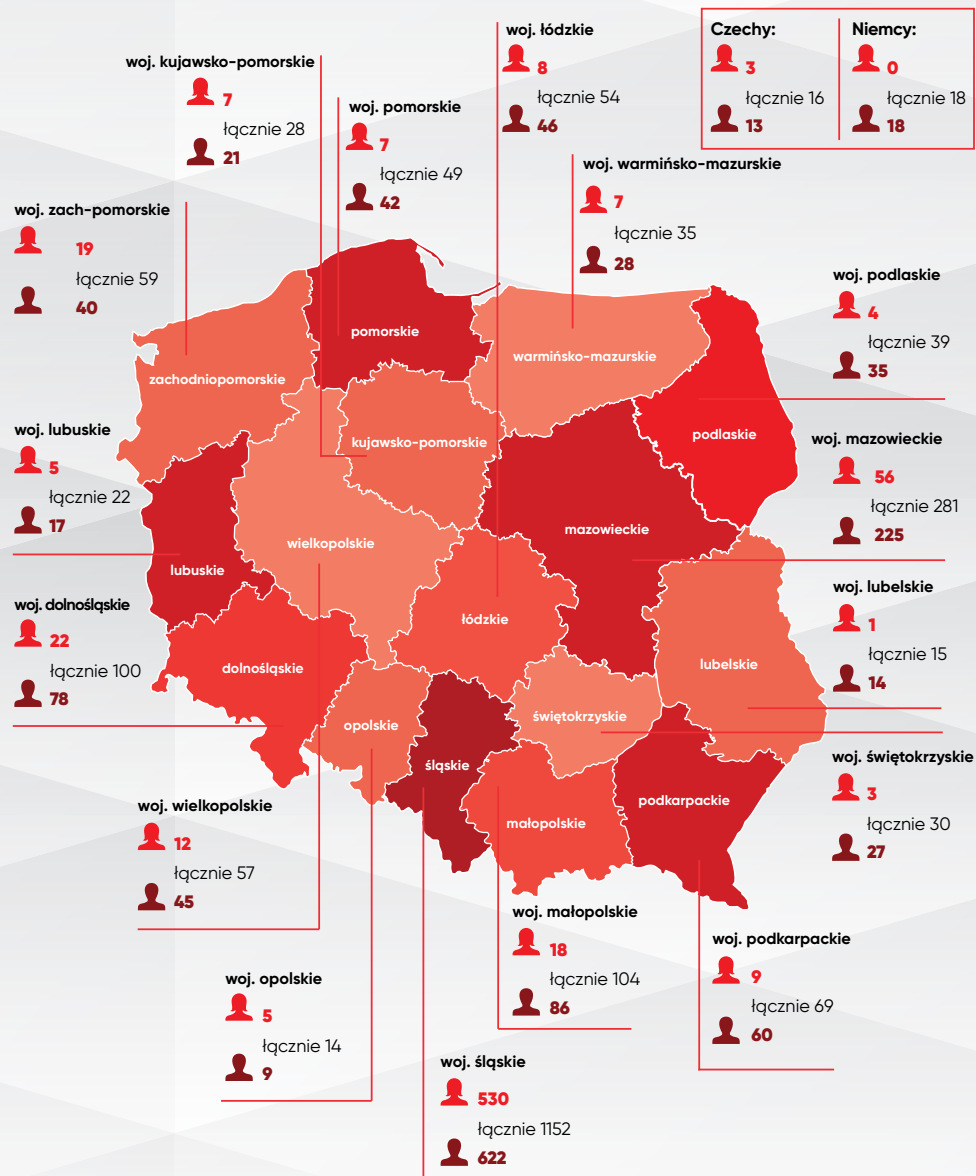 woj. łódzkie
8
łącznie 54
46
Czechy:
3
łącznie 16
13
Niemcy:
0
łącznie 18
18
woj. kujawsko-pomorskie
7
łącznie 28
21
woj. pomorskie
7
łącznie 49
42
woj. warmińsko-mazurskie
7
łącznie 35
28
woj. zach-pomorskie
19
łącznie 59
40
woj. podlaskie
4
łącznie 39
35
woj. lubuskie
5
łącznie 22
17
woj. mazowieckie
56
łącznie 281
225
woj. dolnośląskie
22
łącznie 100
78
woj. lubelskie
1
łącznie 15
14
woj. świętokrzyskie
3
łącznie 30
27
pomorskie
warmińsko-mazurskie
zachodniopomorskie
kujawsko-pomorskie
podlaskie
mazowieckie
wielkopolskie
lubuskie
łódzkie
dolnośląskie
lubelskie
opolskie
świętokrzyskie
śląskie
małopolskie
podkarpackie
woj. wielkopolskie
12
łącznie 57
45
woj. małopolskie
18
łącznie 104
86
woj. podkarpackie
9
łącznie 69
60
woj. opolskie
5
łącznie 14
9
woj. śląskie
530
łącznie 1152
622